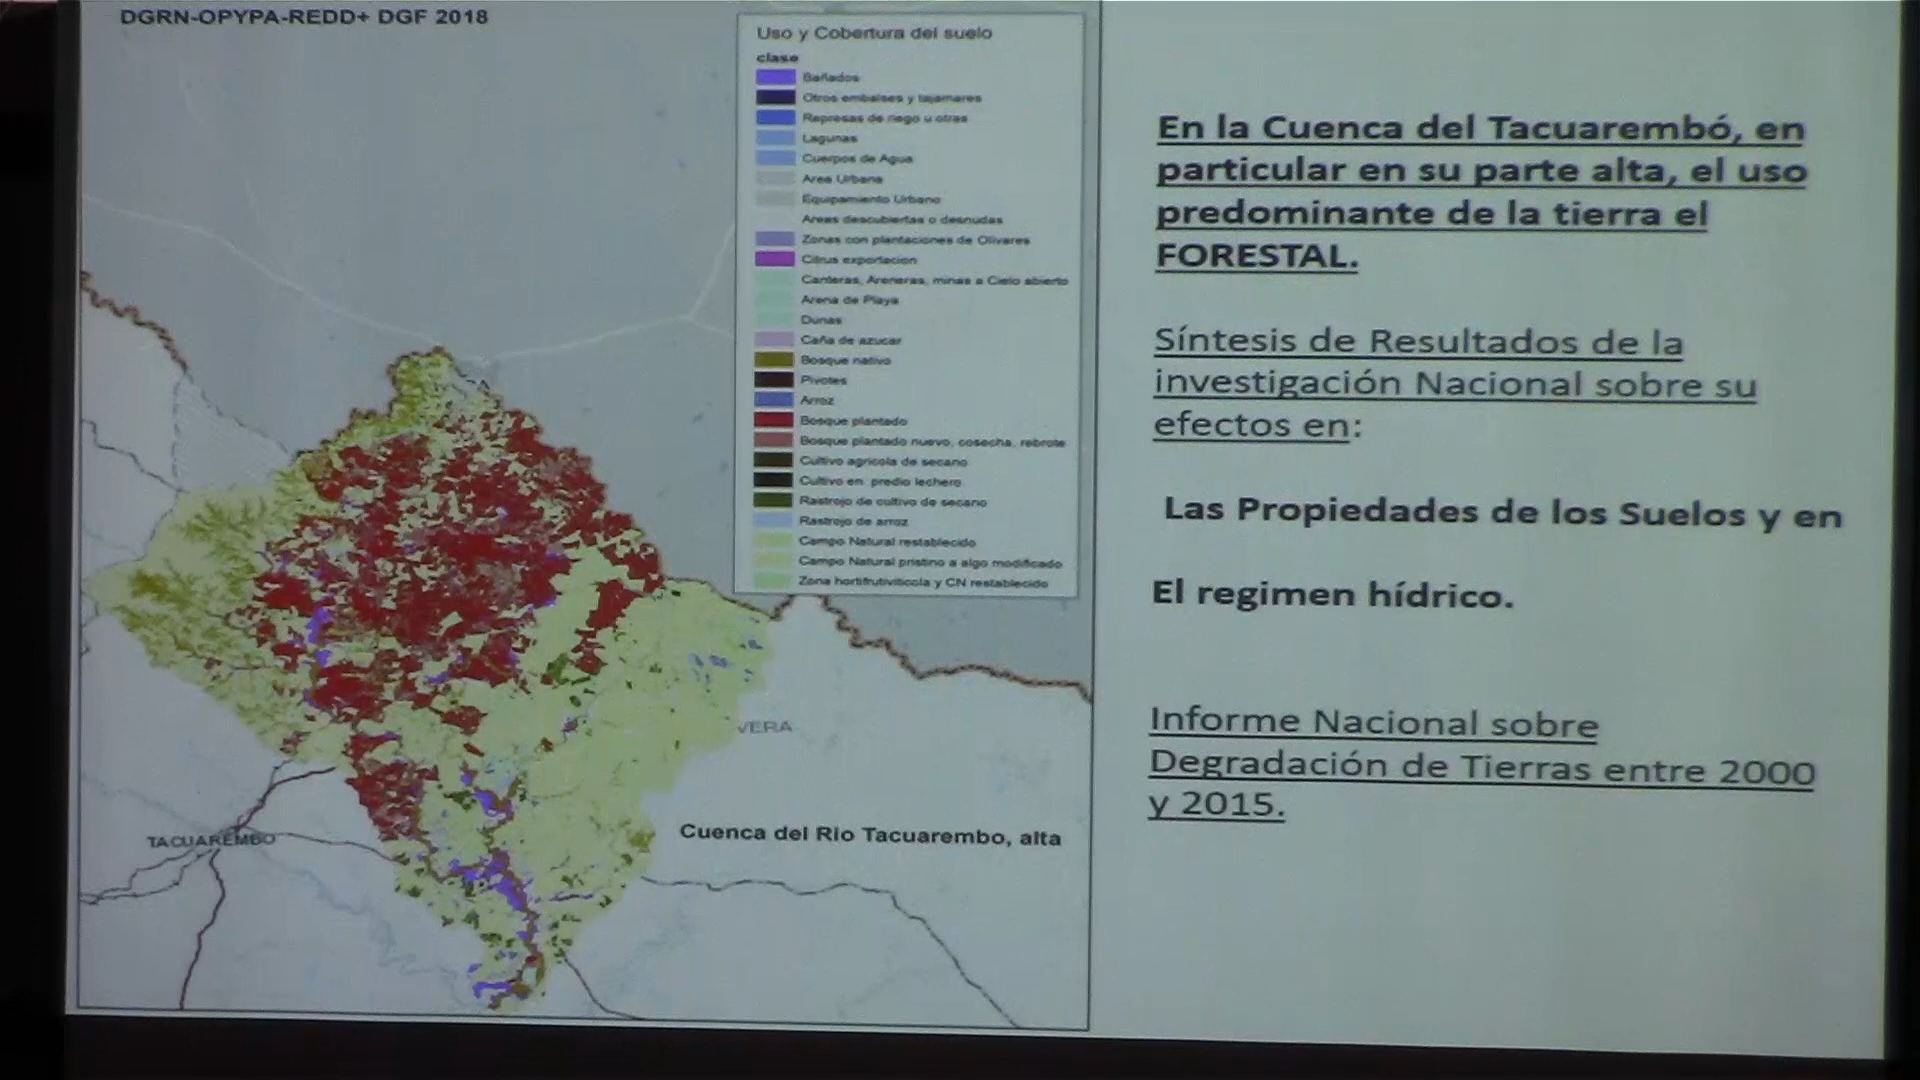 DGRN-OPYPA-REDD+ DGF 2018
Uso y Cobertura del suelo
clase
Bañados
Otros embalses y tajamares
Represas de riego u otras
Lagunas
Cuerpos de Agua
Area Urbana
Equipamiento Urbano
Areas descubiertas o desnudas
Zonas con plantaciones de Olivares
Citrus exportacion
Canteras, Areneras, minas a Cielo abierto
Arena de Playa
Dunas
Caña de azucar
Bosque nativo
Pivotes
Arroz
Bosque plantado
Bosque plantado nuevo, cosecha, rebrote
Cultivo agricola de secano
Cultivo en predio lechero
Rastrojo de cultivo de secano
Rastrojo de arroz
Campo Natural restablecido
Campo Natural pristino a algo modificado
Zona hortifrutiviticola y CN restablecido
VERA
TACUAREMBO
Cuenca del Rio Tacuarembo, alta
En la Cuenca del Tacuarembó, en
particular en su parte alta, el uso
predominante de la tierra el
FORESTAL.
Síntesis de Resultados de la
investigación Nacional sobre su
efectos en:
Las Propiedades de los Suelos y en
El regimen hídrico.
Informe Nacional sobre
Degradación de Tierras entre 2000
y 2015.